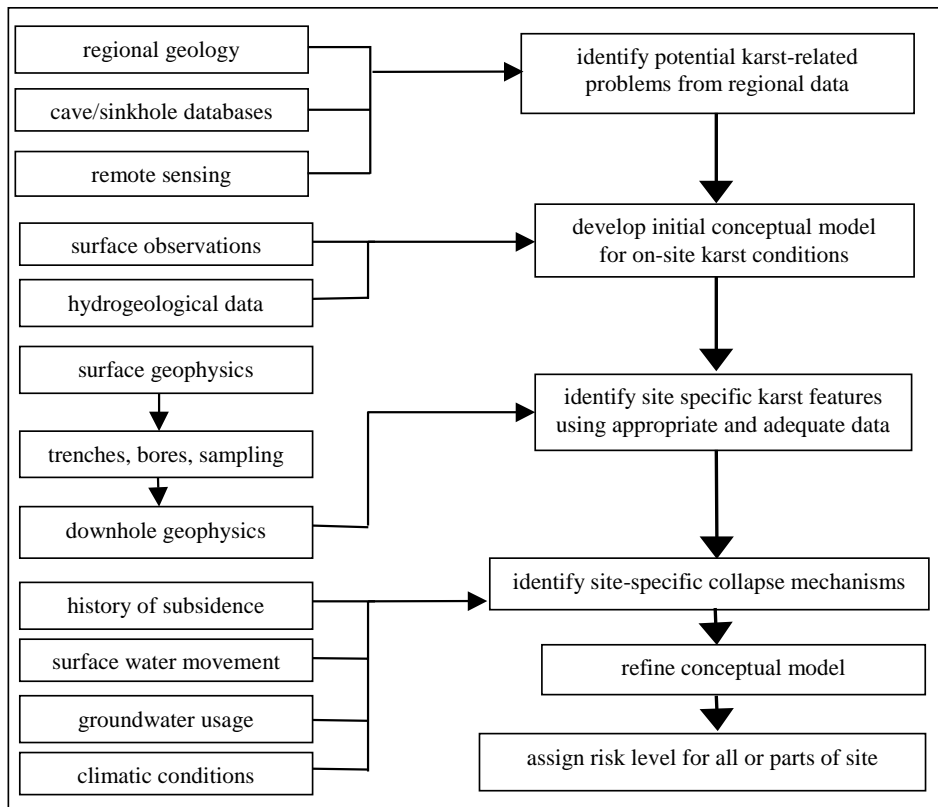 regional geology
cave/sinkhole databases
remote sensing
identify potential karst-related
problems from regional data
surface observations
hydrogeological data
develop initial conceptual model
for on-site karst conditions
surface geophysics
trenches, bores, sampling
downhole geophysics
identify site specific karst features
using appropriate and adequate data
history of subsidence
surface water movement
groundwater usage
climatic conditions
identify site-specific collapse mechanisms
refine conceptual model
assign risk level for all or parts of site